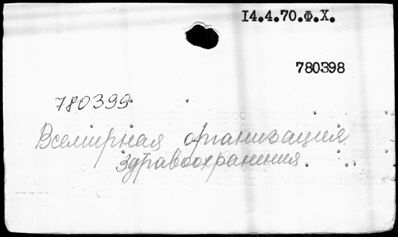 14.4.70.Ф.Х.
780398
780399
Всемирная организация
здравоохранения.